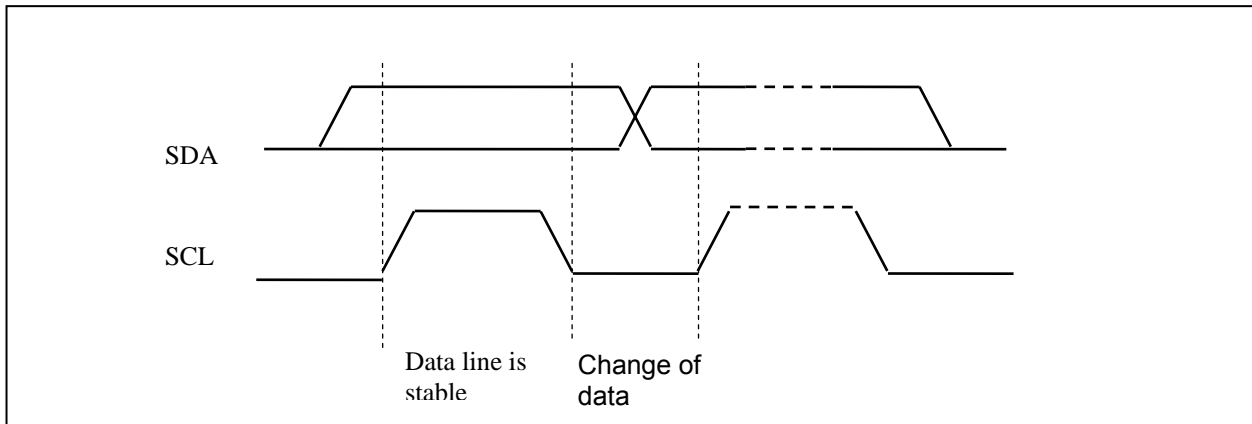 SDA
SCL
Data line is
stable
Change of
data